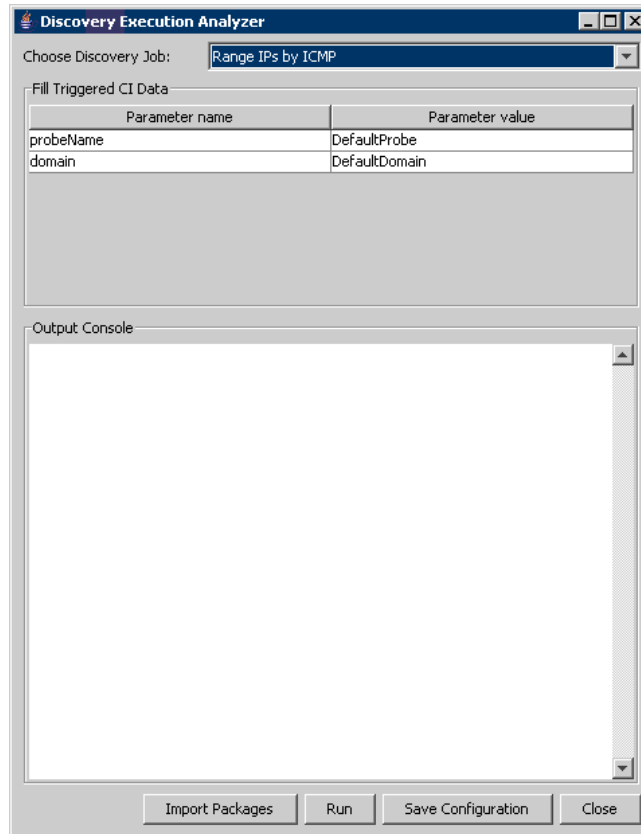 Discovery Execution Analyzer
Choose Discovery Job: Range IPs by ICMP
Fill Triggered CI Data
Parameter name Parameter value
probeName DefaultProbe
domain DefaultDomain
Output Console
Import Packages Run Save Configuration Close